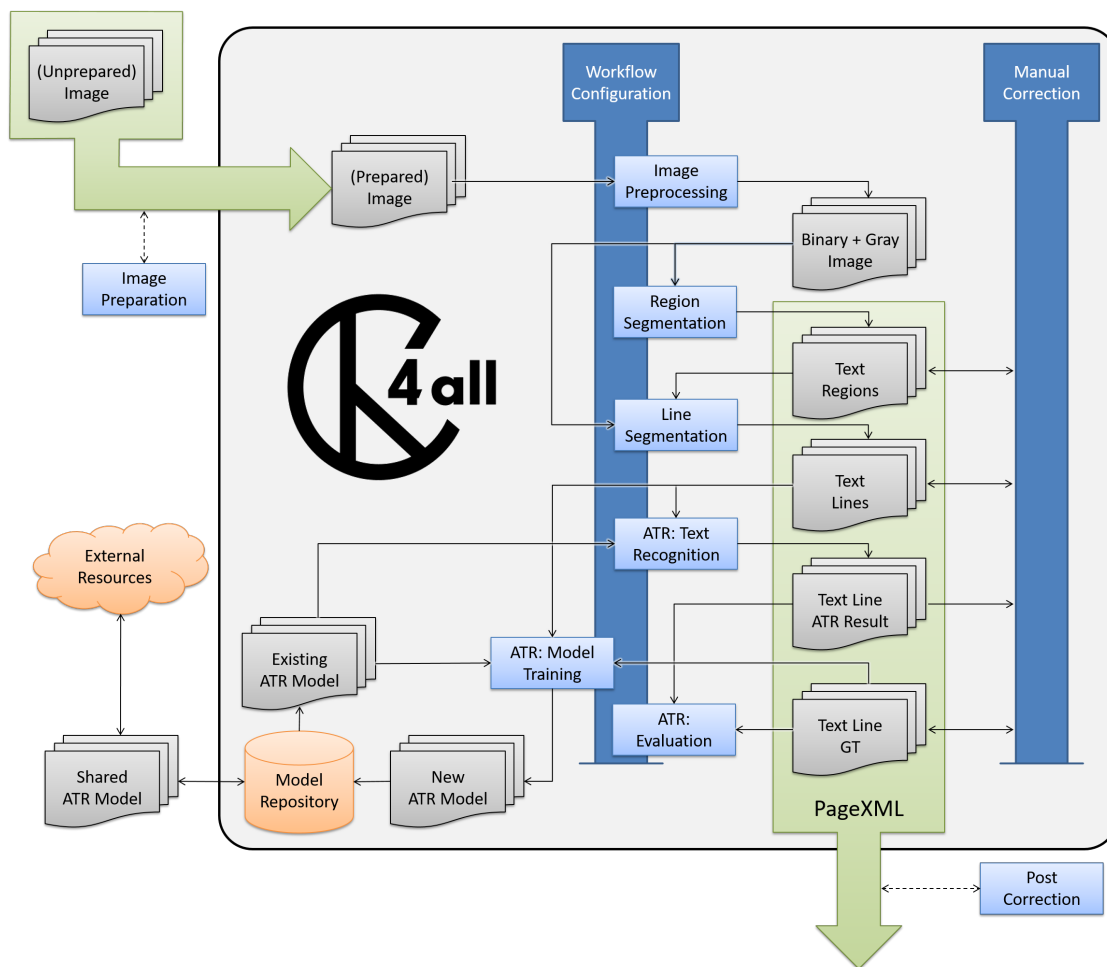 (Unprepared)
Image
Workflow
Configuration
Manual
Correction
(Prepared)
Image
Image
Preprocessing
Binary + Gray
Image
Image
Preparation
Region
Segmentation
4 all
Text
Regions
Line
Segmentation
Text
Lines
ATR: Text
Recognition
External
Resources
Text Line
ATR Result
Existing
ATR Model
ATR: Model
Training
ATR:
Evaluation
Text Line
GT
Shared
ATR Model
Model
Repository
New
ATR Model
PageXML
Post
Correction